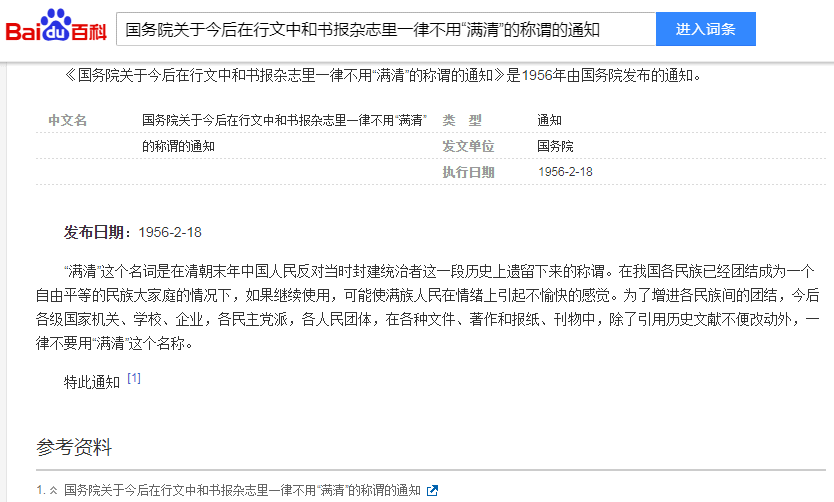 Bai du 百科
国务院关于今后在行文中和书报杂志里一律不用“满清”的称谓的通知
进入词条
《国务院关于今后在行文中和书报杂志里一律不用“满清”的称谓的通知》是1956年由国务院发布的通知。
中文名 国务院关于今后在行文中和书报杂志里一律不用“满清” 类 型 通知
的称谓的通知 发文单位 国务院
执行日期 1956-2-18
发布日期：1956-2-18
“满清”这个名词是在清朝末年中国人民反对当时封建统治者这一段历史上遗留下来的称谓。在我国各民族已经团结成为一个
自由平等的民族大家庭的情况下，如果继续使用，可能使满族人民在情绪上引起不愉快的感觉。为了增进各民族间的团结，今后
各级国家机关、学校、企业，各民主党派，各人民团体，在各种文件、著作和报纸、刊物中，除了引用历史文献不便改动外，一
律不要用“满清”这个名称。
特此通知 [1]
参考资料
1. 国务院关于今后在行文中和书报杂志里一律不用“满清”的称谓的通知